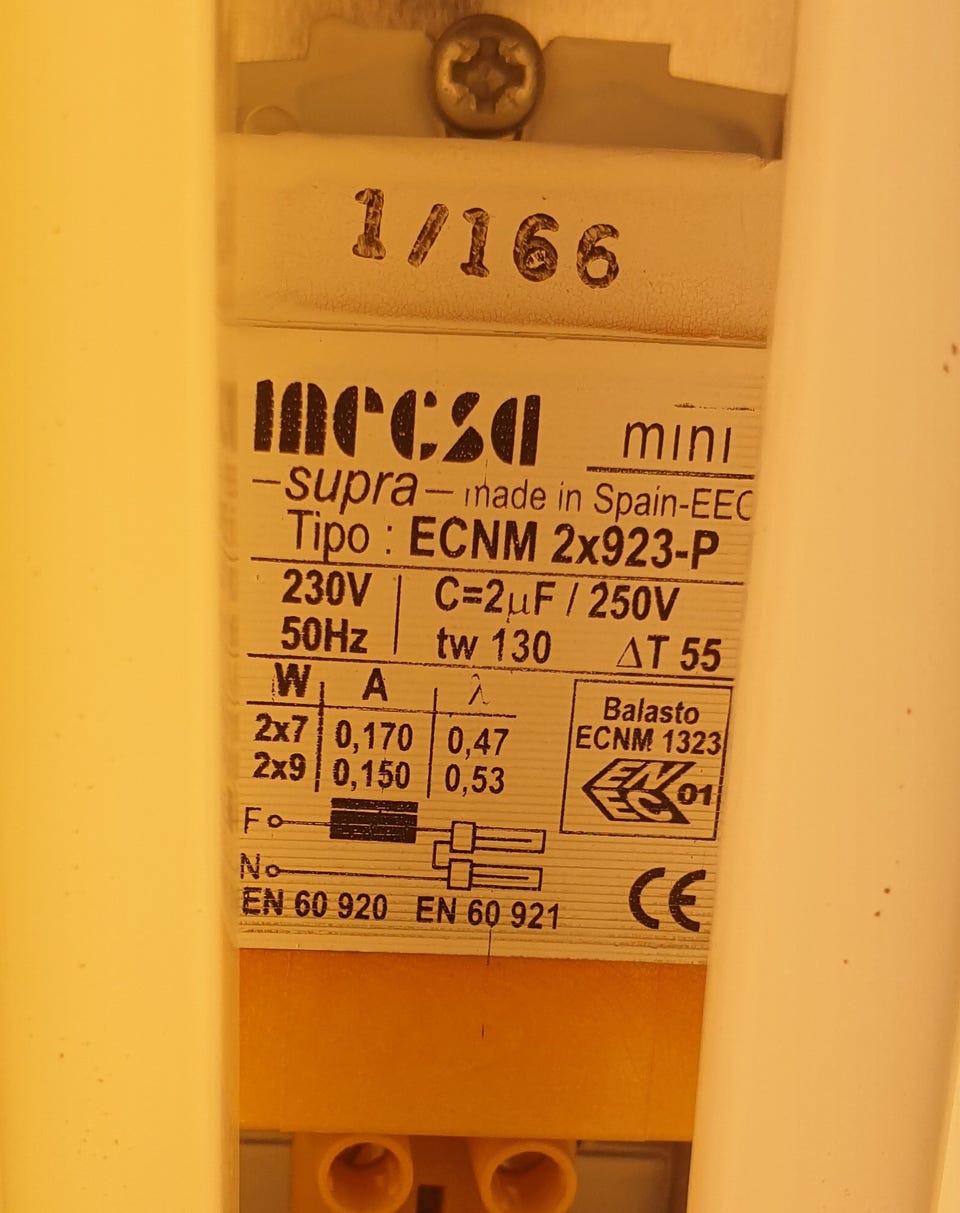 1/166
mecsa mini
-supra- made in Spain-EEC
Tipo : ECNM 2x923-P
230V C=2µF / 250V
50Hz tw 130 ΔT 55
W A λ
2x7 0,170 0,47
2x9 0,150 0,53
Balasto
ECNM 1323
ENEC 01
F
N
EN 60 920 EN 60 921 CE